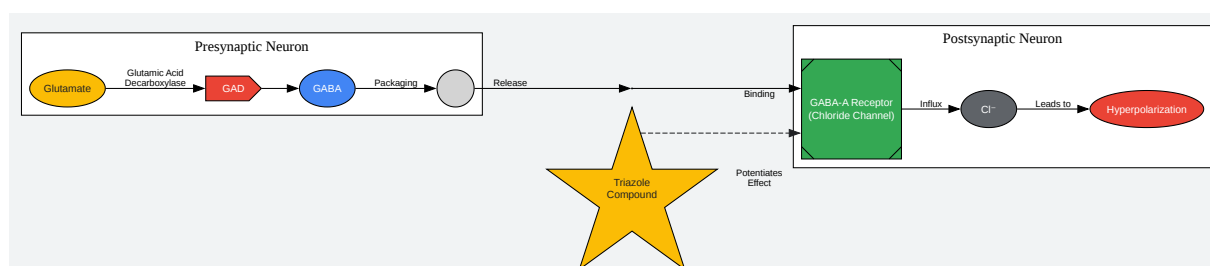 Presynaptic Neuron
Glutamate
Glutamic Acid
Decarboxylase
GAD
GABA
Packaging
Release
Binding
Triazole
Compound
Potentiates
Effect
Postsynaptic Neuron
GABA-A Receptor
(Chloride Channel)
Influx
Cl⁻
Leads to
Hyperpolarization